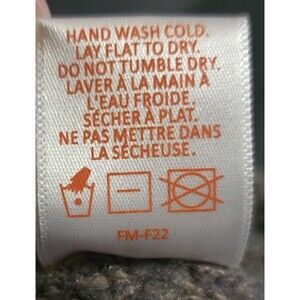 HAND WASH COLD.
LAY FLAT TO DRY.
DO NOT TUMBLE DRY.
LAVER À LA MAIN À
L'EAU FROIDE.
SÉCHER À PLAT.
NE PAS METTRE DANS
LA SÉCHEUSE.
FM-F22